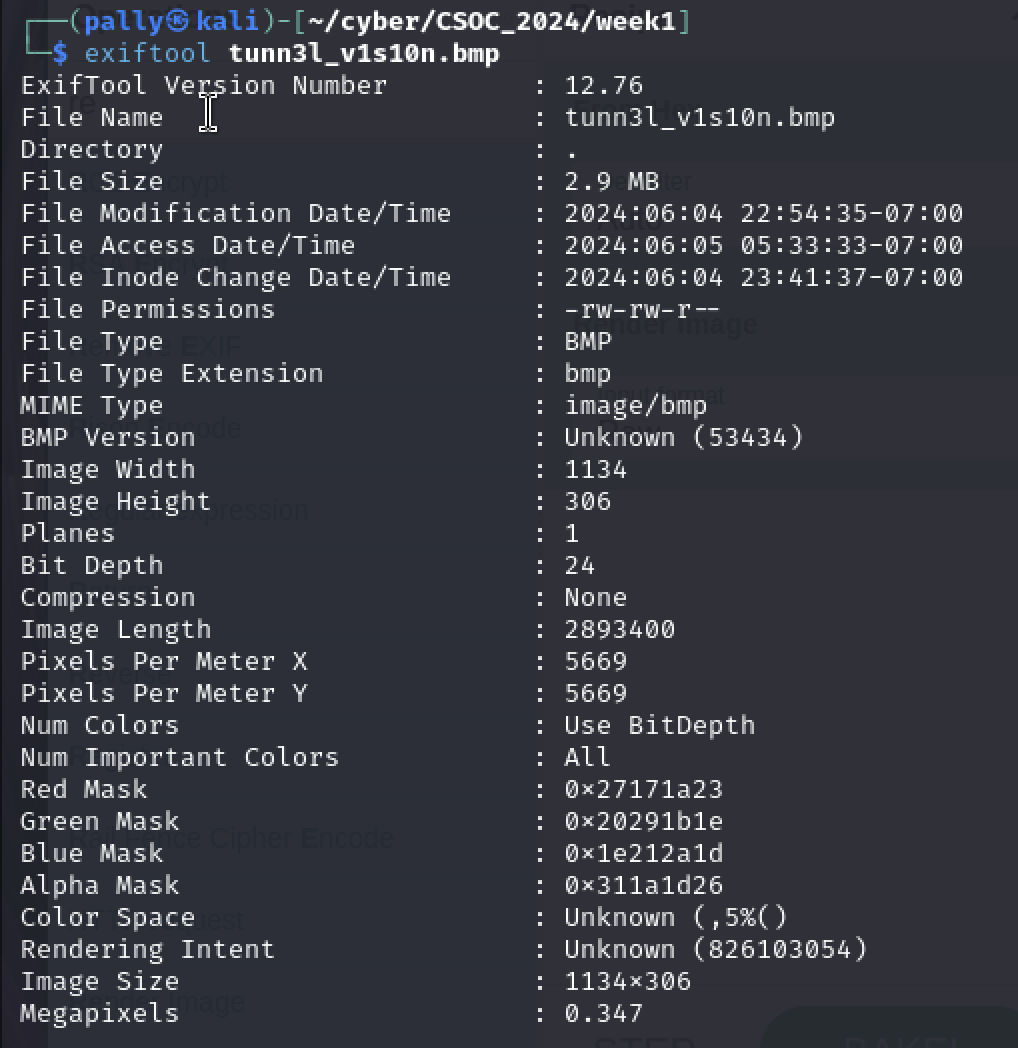 ┌──(pally㉿kali)-[~/cyber/CSOC_2024/week1]
└─$ exiftool tunn3l_v1s10n.bmp
ExifTool Version Number : 12.76
File Name : tunn3l_v1s10n.bmp
Directory : .
File Size : 2.9 MB
File Modification Date/Time : 2024:06:04 22:54:35-07:00
File Access Date/Time : 2024:06:05 05:33:33-07:00
File Inode Change Date/Time : 2024:06:04 23:41:37-07:00
File Permissions : -rw-rw-r--
File Type : BMP
File Type Extension : bmp
MIME Type : image/bmp
BMP Version : Unknown (53434)
Image Width : 1134
Image Height : 306
Planes : 1
Bit Depth : 24
Compression : None
Image Length : 2893400
Pixels Per Meter X : 5669
Pixels Per Meter Y : 5669
Num Colors : Use BitDepth
Num Important Colors : All
Red Mask : 0×27171a23
Green Mask : 0×20291b1e
Blue Mask : 0×1e212a1d
Alpha Mask : 0×311a1d26
Color Space : Unknown (,5%()
Rendering Intent : Unknown (826103054)
Image Size : 1134×306
Megapixels : 0.347